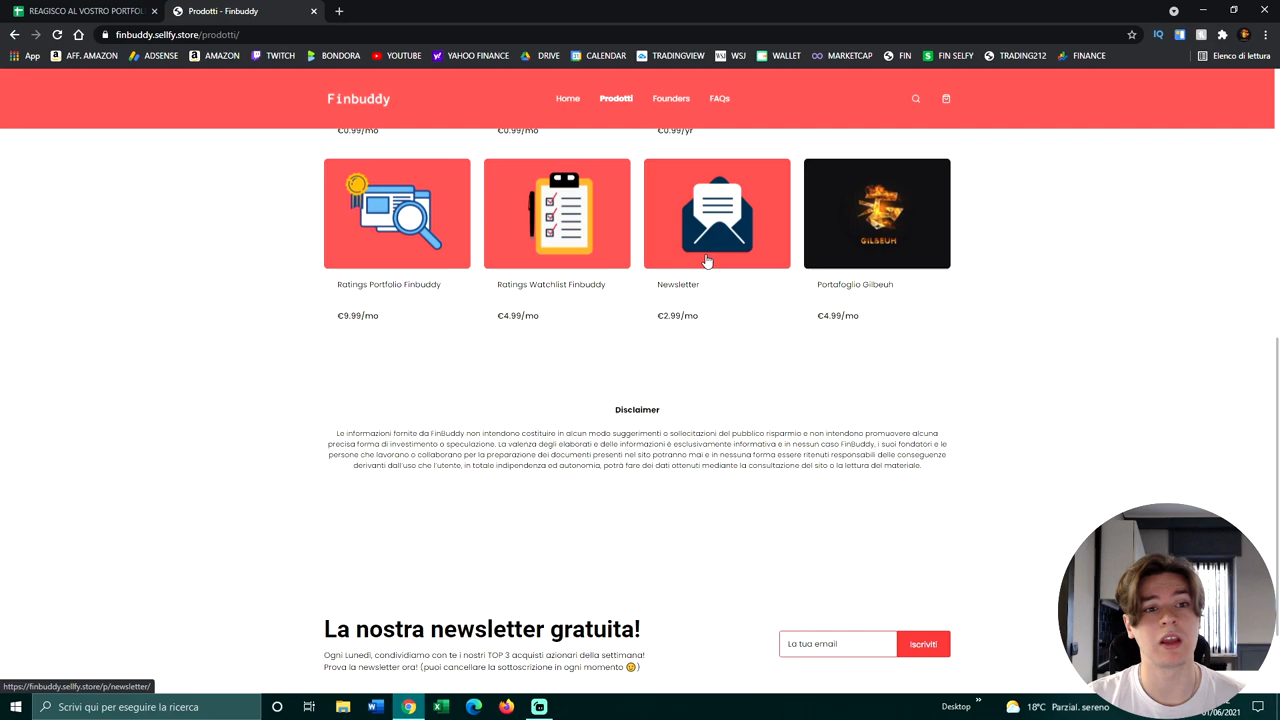 REAGISCO AL VOSTRO PORTFOL
Prodotti - Finbuddy
finbuddy.sellfy.store/prodotti/
App
AFF. AMAZON
ADSENSE
AMAZON
TWITCH
BONDORA
YOUTUBE
YAHOO FINANCE
DRIVE
CALENDAR
TRADINGVIEW
WSJ
WALLET
MARKETCAP
FIN
FIN SELFY
TRADING212
FINANCE
Elenco di lettura
Finbuddy
Home
Prodotti
Founders
FAQs
€0.99/mo
€0.99/mo
€0.99/yr
GILBEUH
Ratings Portfolio Finbuddy
Ratings Watchlist Finbuddy
Newsletter
Portafoglio Gilbeuh
€9.99/mo
€4.99/mo
€2.99/mo
€4.99/mo
Disclaimer
Le informazioni fornite da FinBuddy non intendono costituire in alcun modo suggerimenti o sollecitazioni del pubblico risparmio e non intendono promuovere alcuna
precisa forma di investimento o speculazione. La valenza degli elaborati e delle informazioni è esclusivamente informativa e in nessun caso FinBuddy, i suoi fondatori e le
persone che lavorano o collaborano per la preparazione dei documenti presenti nel sito potranno mai e in nessuna forma essere ritenuti responsabili delle conseguenze
derivanti dall'uso che l'utente, in totale indipendenza ed autonomia, potrà fare dei dati ottenuti mediante la consultazione del sito o la lettura del materiale.
La nostra newsletter gratuita!
Ogni Lunedì, condividiamo con te i nostri TOP 3 acquisti azionari della settimana!
Prova la newsletter ora! (puoi cancellare la sottoscrizione in ogni momento 😉)
La tua email
Iscriviti
https://finbuddy.sellfy.store/p/newsletter/
Scrivi qui per eseguire la ricerca
Desktop
18°C Parzial. sereno
01/06/2021